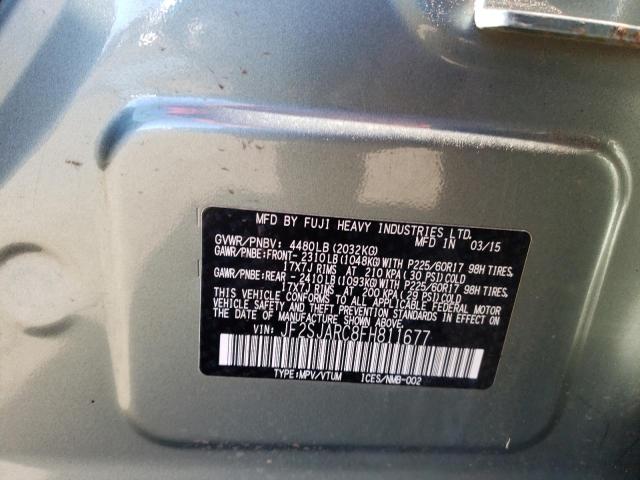 MFD BY FUJI HEAVY INDUSTRIES LTD.
MFD IN 03/15
GVWR/PNBV: 4480LB(2032KG)
GAWR/PNBE:FRONT- 2310LB(1048KG)WITH P225/60R17 98H TIRES,
17X7J RIMS AT 210 KPA(30 PSI)COLD
GAWR/PNBE:REAR -2410LB(1093KG)WITH P225/60R17 98H TIRES,
17X7J RIMS AT 200 KPA(29 PSI)COLD
THIS VEHICLE CONFORMS TO ALL APPLICABLE FEDERAL MOTOR
VEHICLE SAFETY AND THEFT PREVENTION STANDARDS IN EFFECT ON
THE DATE OF MANUFACTURE SHOWN ABOVE.
VIN: JF2SJARC8FH811677
TYPE:MPV/VTUM ICES/NMB-002